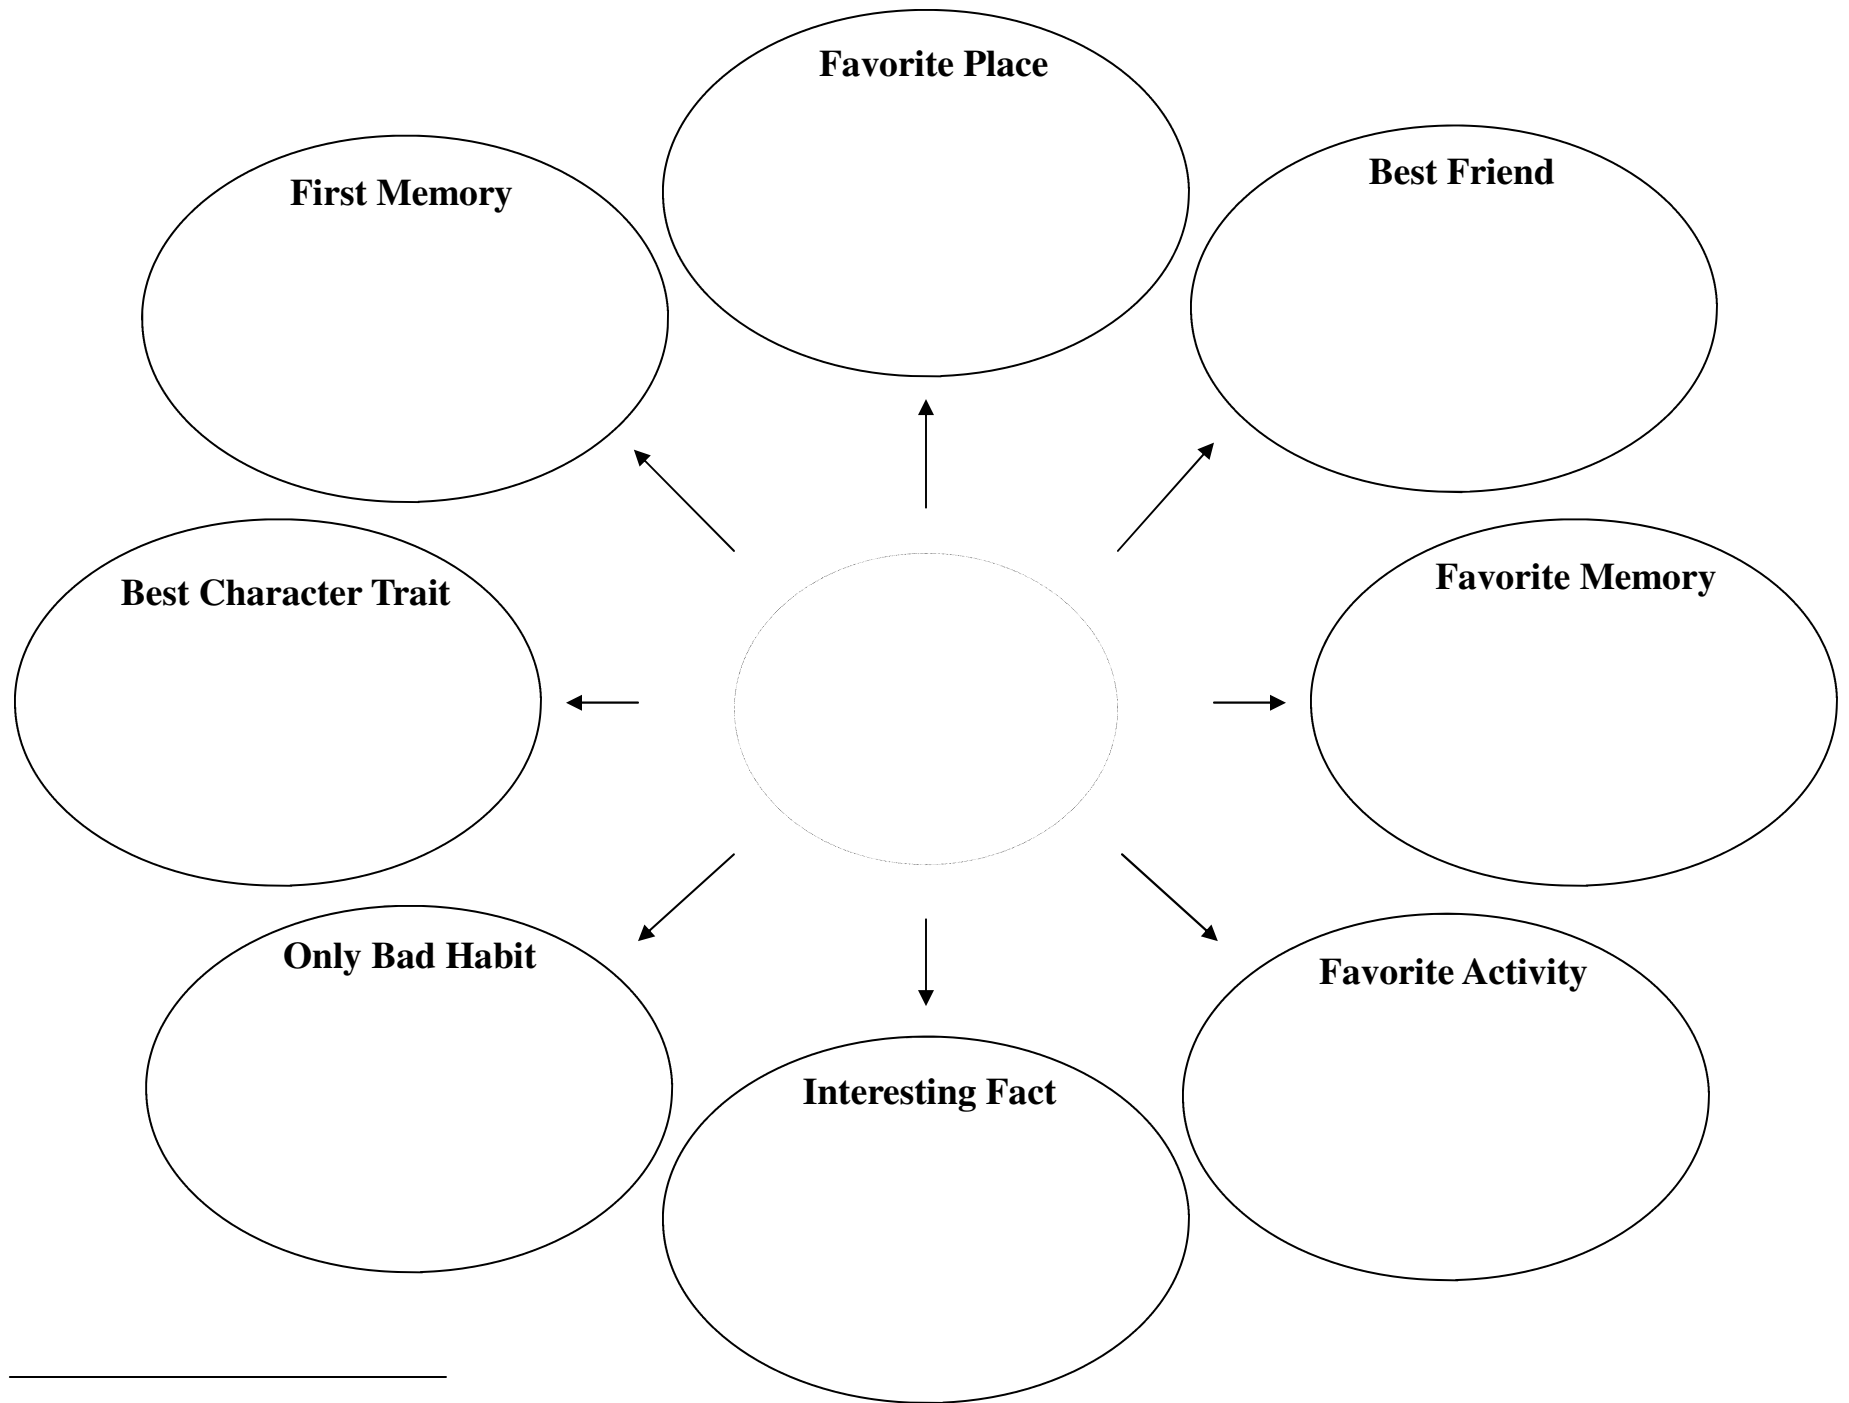 Favorite Place
Best Friend
First Memory
Favorite Memory
Best Character Trait
Only Bad Habit
Favorite Activity
Interesting Fact